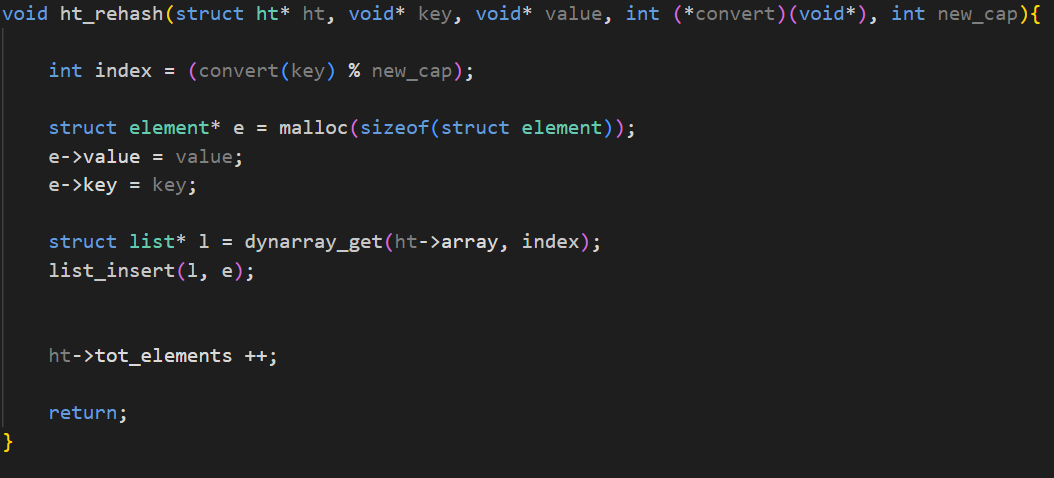 void ht_rehash(struct ht* ht, void* key, void* value, int (*convert)(void*), int new_cap){
int index = (convert(key) % new_cap);
struct element* e = malloc(sizeof(struct element));
e->value = value;
e->key = key;
struct list* l = dynarray_get(ht->array, index);
list_insert(l, e);
ht->tot_elements ++;
return;
}